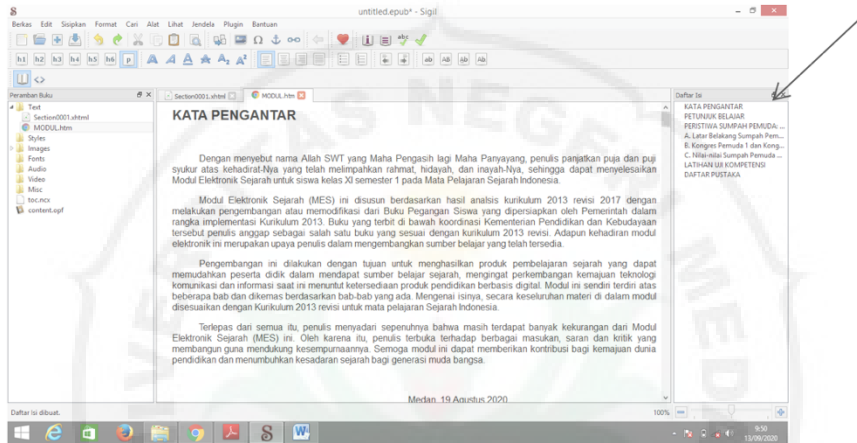 untitled.epub* - Sigil
Berkas Edit Sisipkan Format Cari Alat Lihat Jendela Plugin Bantuan
h1 h2 h3 h4 h5 h6 P
Peramban Buku
Section0001.xhtml
MODUL.htm
Daftar Isi
Text
Section0001.xhtml
MODUL.htm
Styles
Images
Fonts
Audio
Video
Misc
toc.ncx
content.opf
KATA PENGANTAR
Dengan menyebut nama Allah SWT yang Maha Pengasih lagi Maha Panyayang, penulis panjatkan puja dan puji
syukur atas kehadirat-Nya yang telah melimpahkan rahmat, hidayah, dan inayah-Nya, sehingga dapat menyelesaikan
Modul Elektronik Sejarah untuk siswa kelas XI semester 1 pada Mata Pelajaran Sejarah Indonesia.
Modul Elektronik Sejarah (MES) ini disusun berdasarkan hasil analsis kurikulum 2013 revisi 2017 dengan
melakukan pengembangan atau memodifikasi dari Buku Pegangan Siswa yang dipersiapkan oleh Pemerintah dalam
rangka implementasi Kurikulum 2013. Buku yang terbit di bawah koordinasi Kementerian Pendidikan dan Kebudayaan
tersebut penulis anggap sebagai salah satu buku yang sesuai dengan kurikulum 2013 revisi. Adapun kehadiran modul
elektronik ini merupakan upaya penulis dalam mengembangkan sumber belajar yang telah tersedia.
Pengembangan ini dilakukan dengan tujuan untuk menghasilkan produk pembelajaran sejarah yang dapat
memudahkan peserta didik dalam mendapat sumber belajar sejarah, mengingat perkembangan kemajuan teknologi
komunikasi dan informasi saat ini menuntut ketersediaan produk pendidikan berbasis digital. Modul ini sendiri terdiri atas
beberapa bab dan dikemas berdasarkan bab-bab yang ada. Mengenai isinya, secara keseluruhan materi di dalam modul
disesuaikan dengan Kurikulum 2013 revisi untuk mata pelajaran Sejarah Indonesia.
Terlepas dari semua itu, penulis menyadari sepenuhnya bahwa masih terdapat banyak kekurangan dari Modul
Elektronik Sejarah (MES) ini. Oleh karena itu, penulis terbuka terhadap berbagai masukan, saran dan kritik yang
membangun guna mendukung kesempurnaannya. Semoga modul ini dapat memberikan kontribusi bagi kemajuan dunia
pendidikan dan menumbuhkan kesadaran sejarah bagi generasi muda bangsa.
Medan, 19 Agustus 2020
KATA PENGANTAR
PETUNJUK BELAJAR
PERISTIWA SUMPAH PEMUDA: ...
A. Latar Belakang Sumpah Pem...
B. Kongres Pemuda 1 dan Kong...
C. Nilai-nilai Sumpah Pemuda ...
LATIHAN UJI KOMPETENSI
DAFTAR PUSTAKA
Daftar Isi dibuat.
100%
9:50
13/09/2020